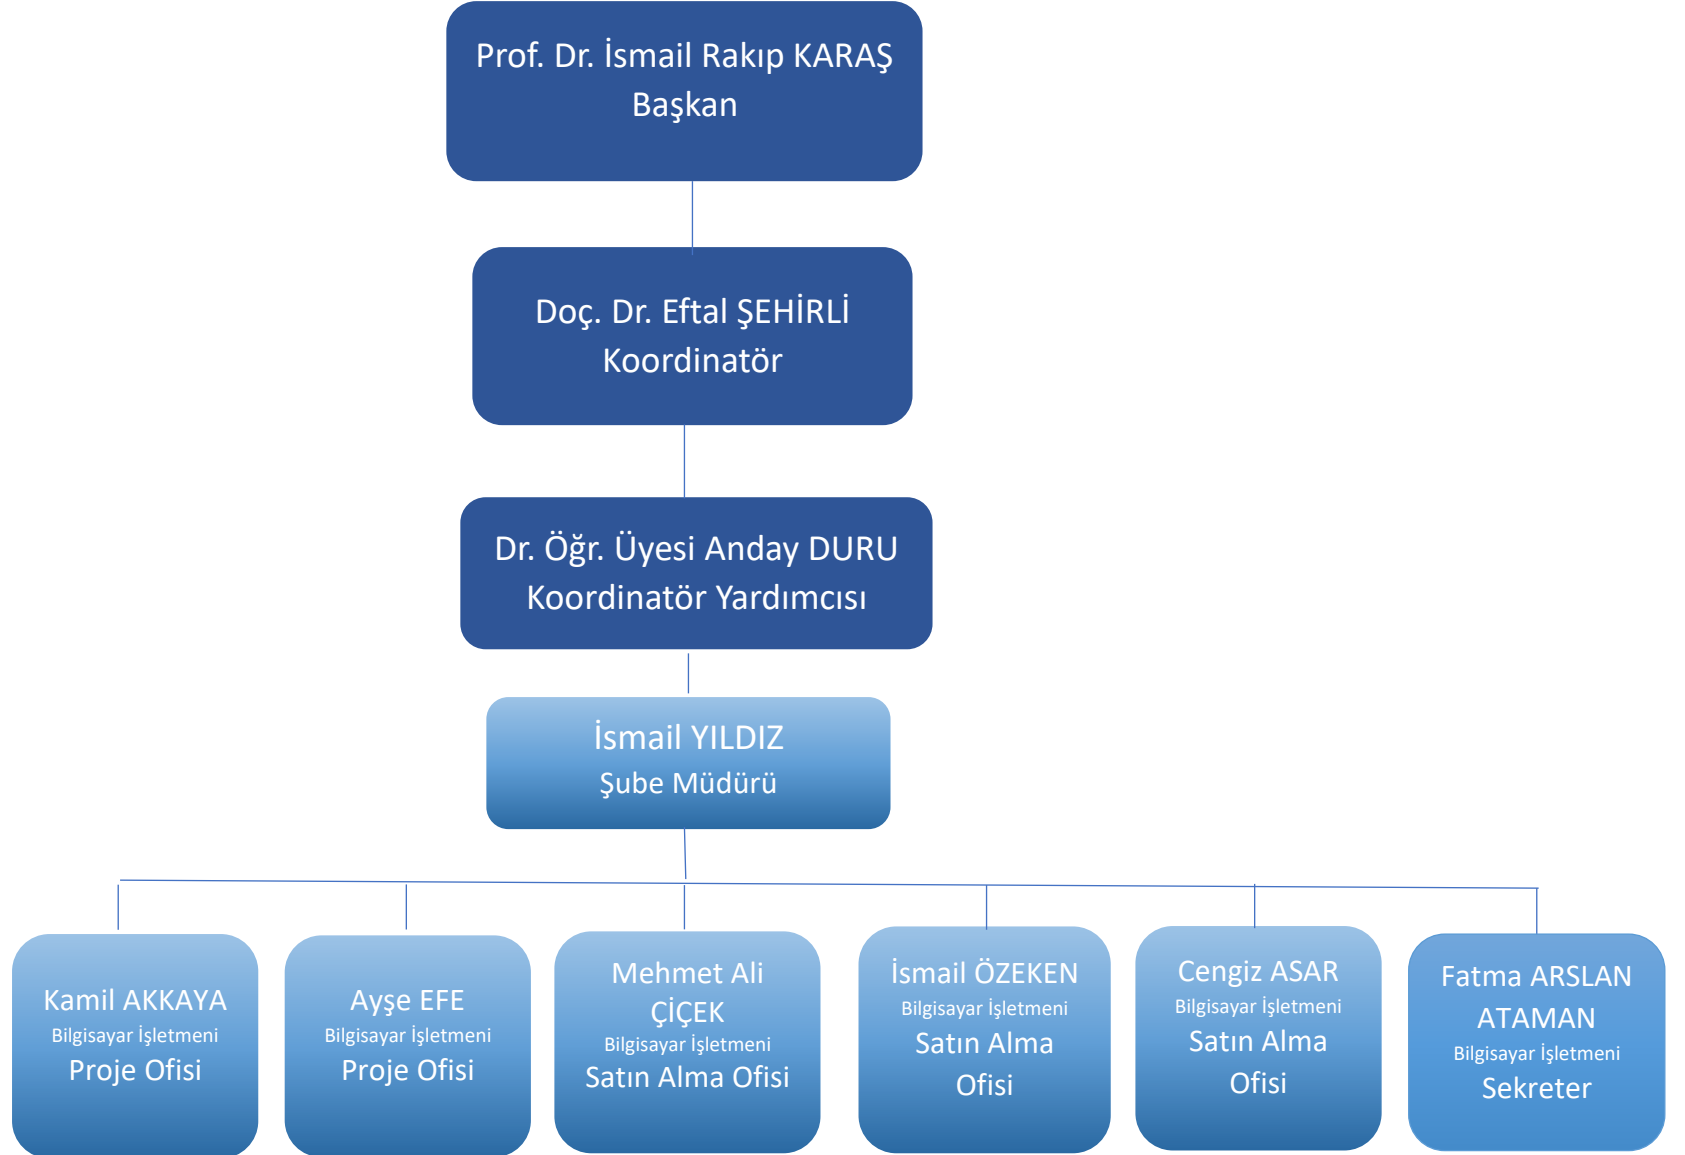 Prof. Dr. İsmail Rakıp KARAŞ
Başkan
Doç. Dr. Eftal ŞEHİRLİ
Koordinatör
Dr. Öğr. Üyesi Anday DURU
Koordinatör Yardımcısı
İsmail YILDIZ
Şube Müdürü
Kamil AKKAYA
Bilgisayar İşletmeni
Proje Ofisi
Ayşe EFE
Bilgisayar İşletmeni
Proje Ofisi
Mehmet Ali
ÇİÇEK
Bilgisayar İşletmeni
Satın Alma Ofisi
İsmail ÖZEKEN
Bilgisayar İşletmeni
Satın Alma
Ofisi
Cengiz ASAR
Bilgisayar İşletmeni
Satın Alma
Ofisi
Fatma ARSLAN
ATAMAN
Bilgisayar İşletmeni
Sekreter